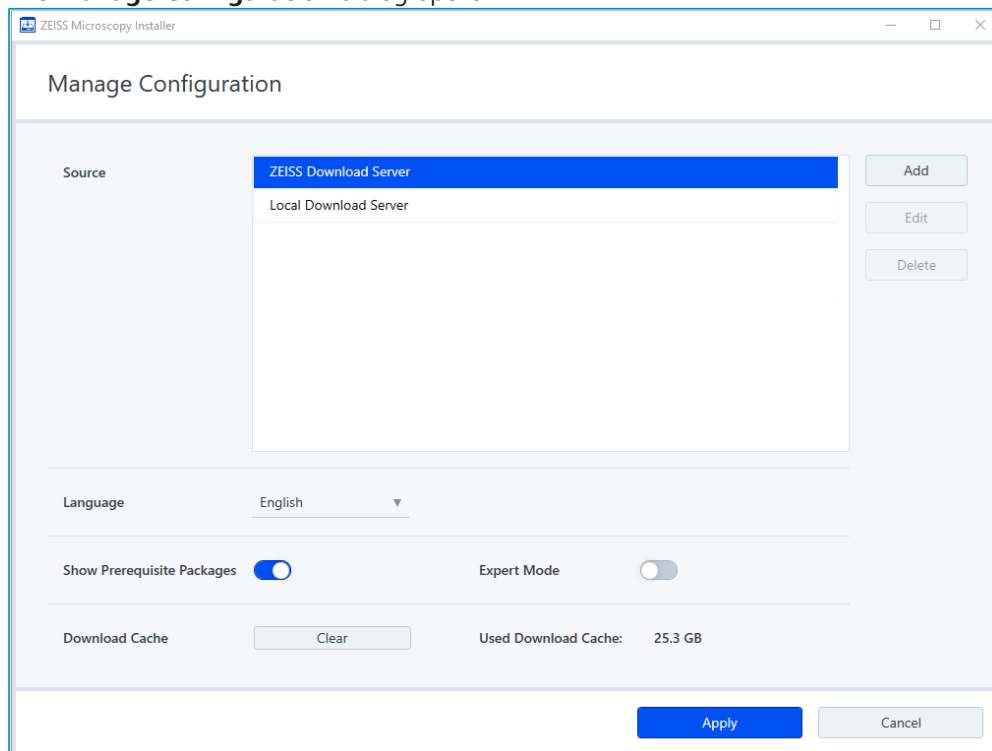 ZEISS Microscopy Installer
Manage Configuration
Source
ZEISS Download Server
Local Download Server
Add
Edit
Delete
Language
English
Show Prerequisite Packages
Expert Mode
Download Cache
Clear
Used Download Cache: 25.3 GB
Apply
Cancel